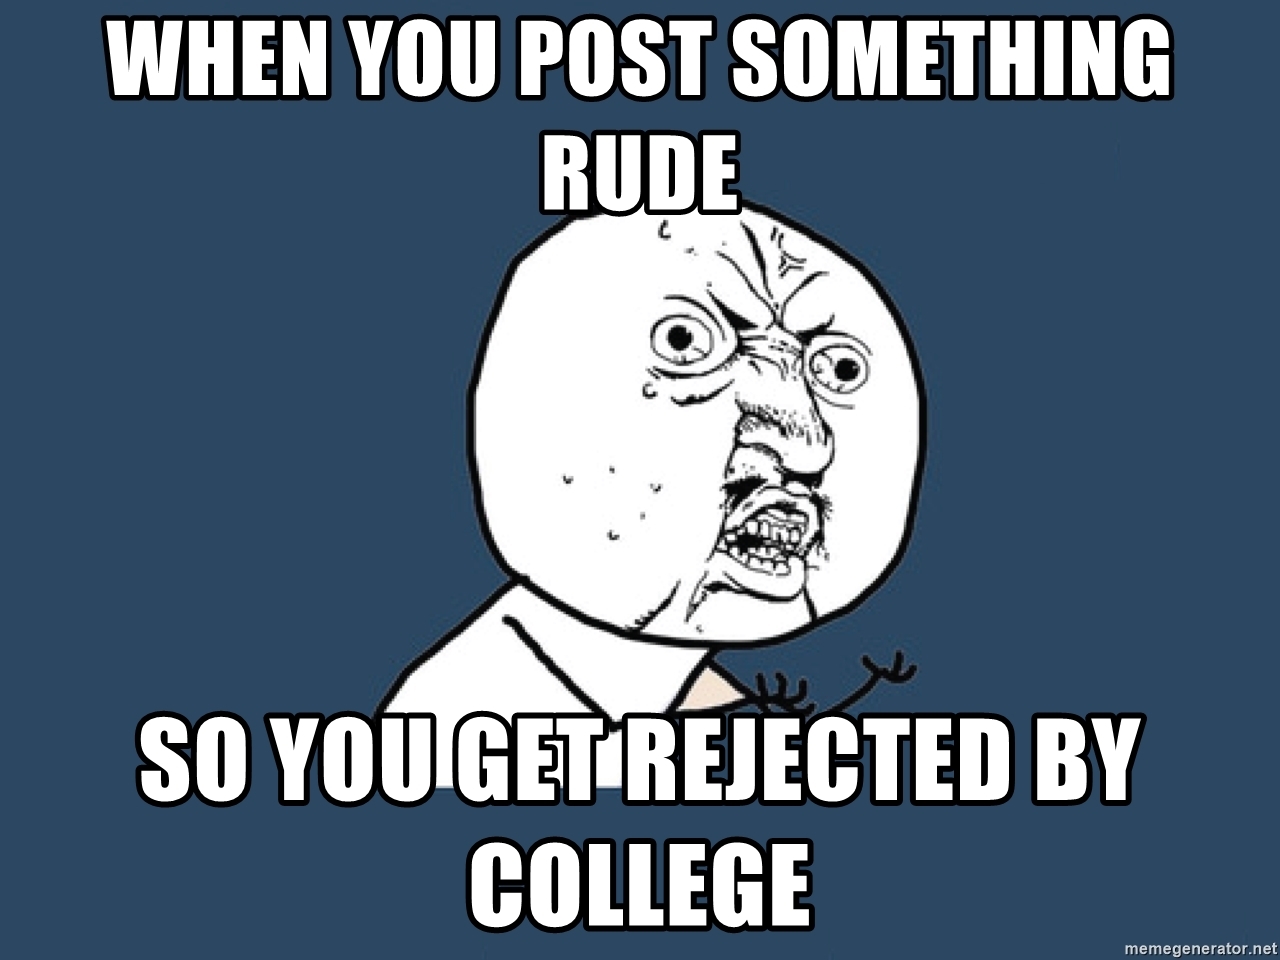 WHEN YOU POST SOMETHING
RUDE
SO YOU GET REJECTED BY
COLLEGE
memegenerator.net